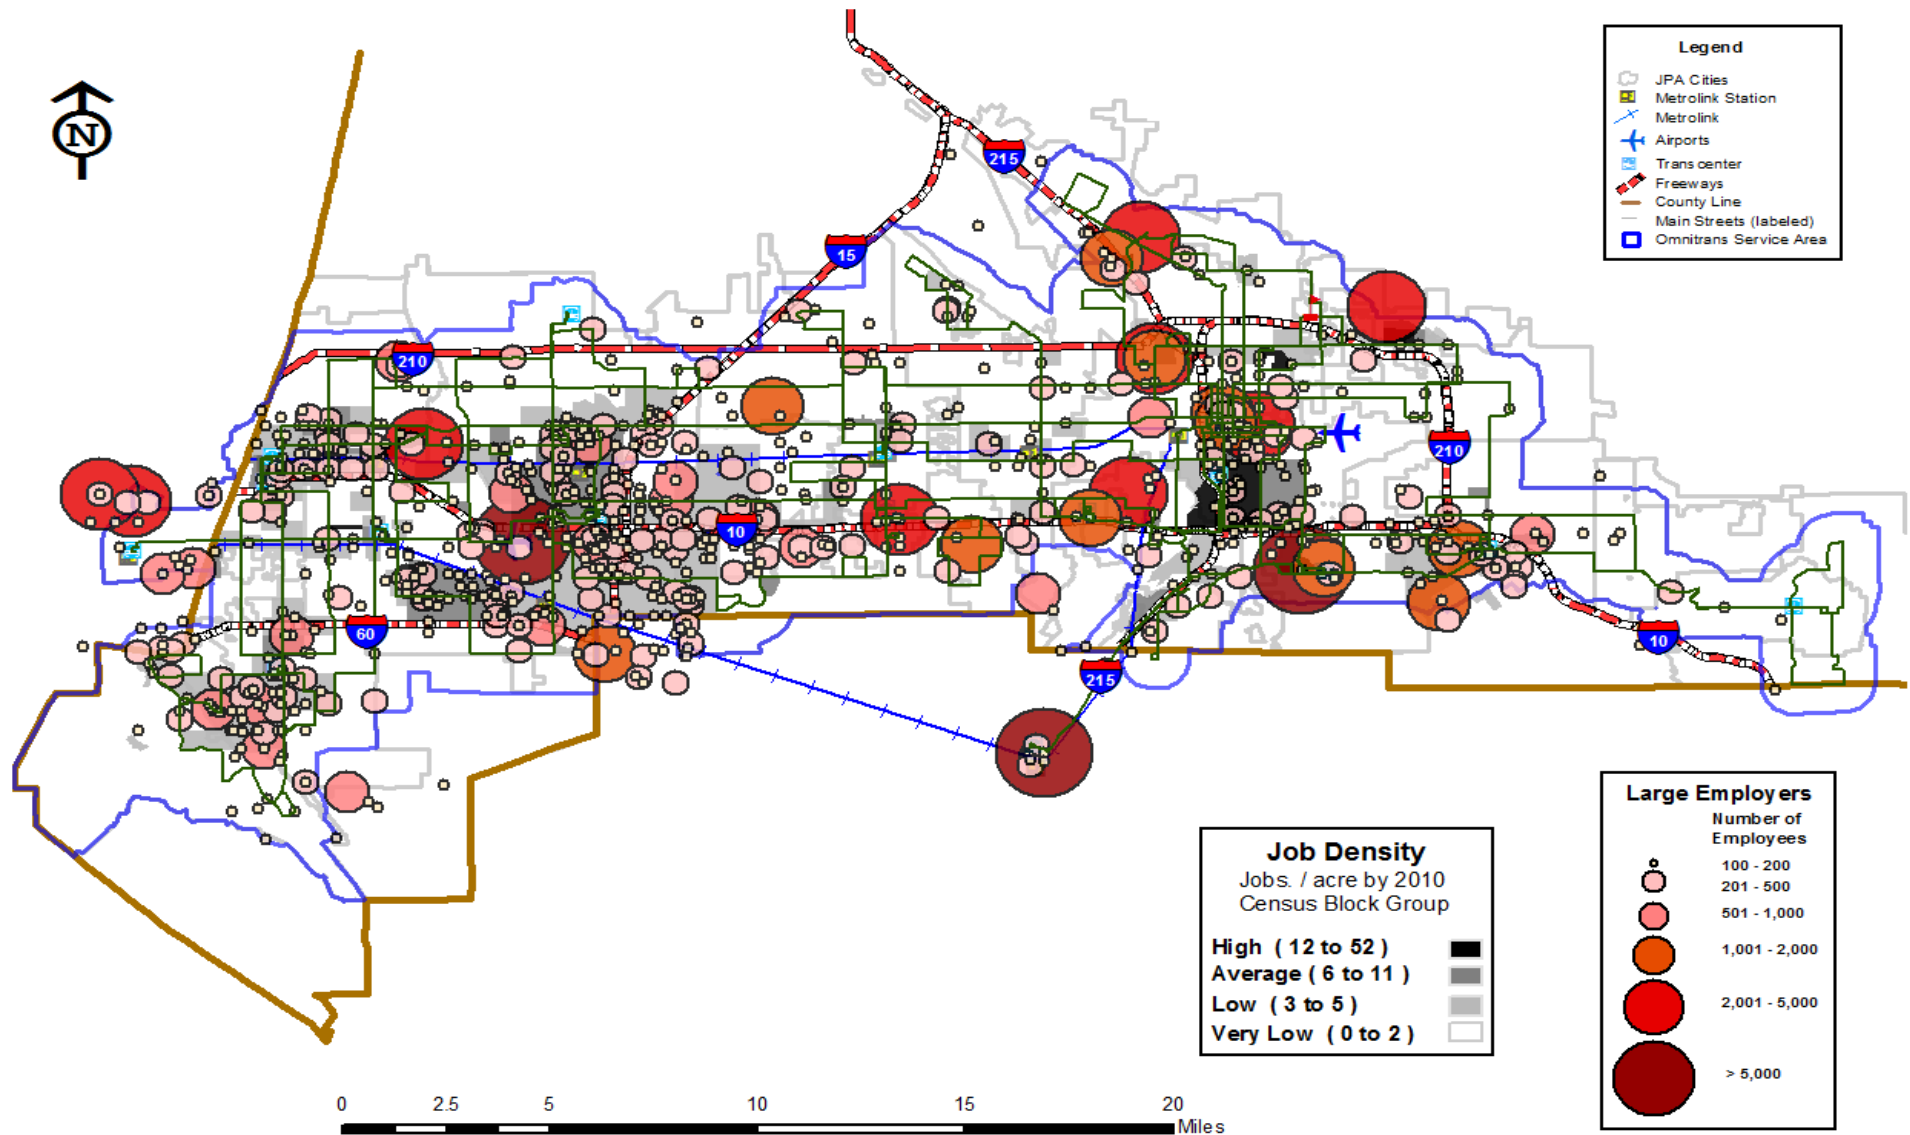 N
215
15
210
210
10
60
10
215
Legend
JPA Cities
Metrolink Station
Metrolink
Airports
Transcenter
Freeways
County Line
Main Streets (labeled)
Omnitrans Service Area
Job Density
Jobs. / acre by 2010
Census Block Group
High ( 12 to 52 )
Average ( 6 to 11 )
Low ( 3 to 5 )
Very Low ( 0 to 2 )
Large Employers
Number of
Employees
100 - 200
201 - 500
501 - 1,000
1,001 - 2,000
2,001 - 5,000
> 5,000
0 2.5 5 10 15 20
Miles